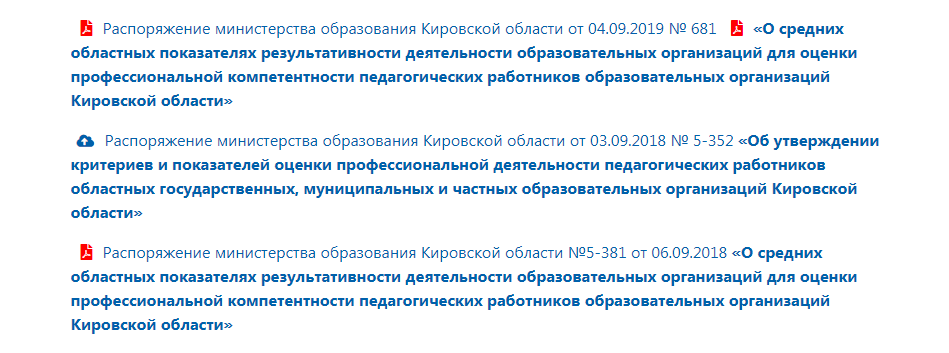 Распоряжение министерства образования Кировской области от 04.09.2019 № 681 «О средних
областных показателях результативности деятельности образовательных организаций для оценки
профессиональной компетентности педагогических работников образовательных организаций
Кировской области»
Распоряжение министерства образования Кировской области от 03.09.2018 № 5-352 «Об утверждении
критериев и показателей оценки профессиональной деятельности педагогических работников
областных государственных, муниципальных и частных образовательных организаций Кировской
области»
Распоряжение министерства образования Кировской области №5-381 от 06.09.2018 «О средних
областных показателях результативности деятельности образовательных организаций для оценки
профессиональной компетентности педагогических работников образовательных организаций
Кировской области»